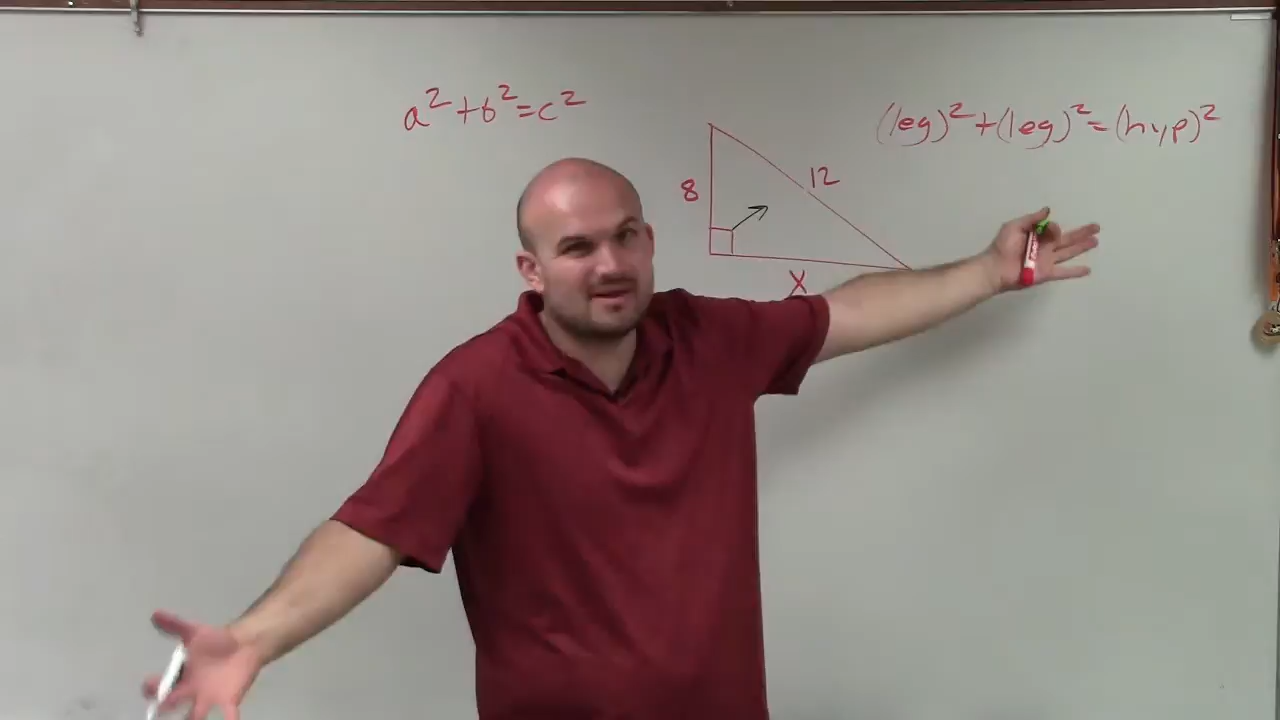 a²+b²=c²
(leg)²+(leg)²=(hyp)²
8
12
x